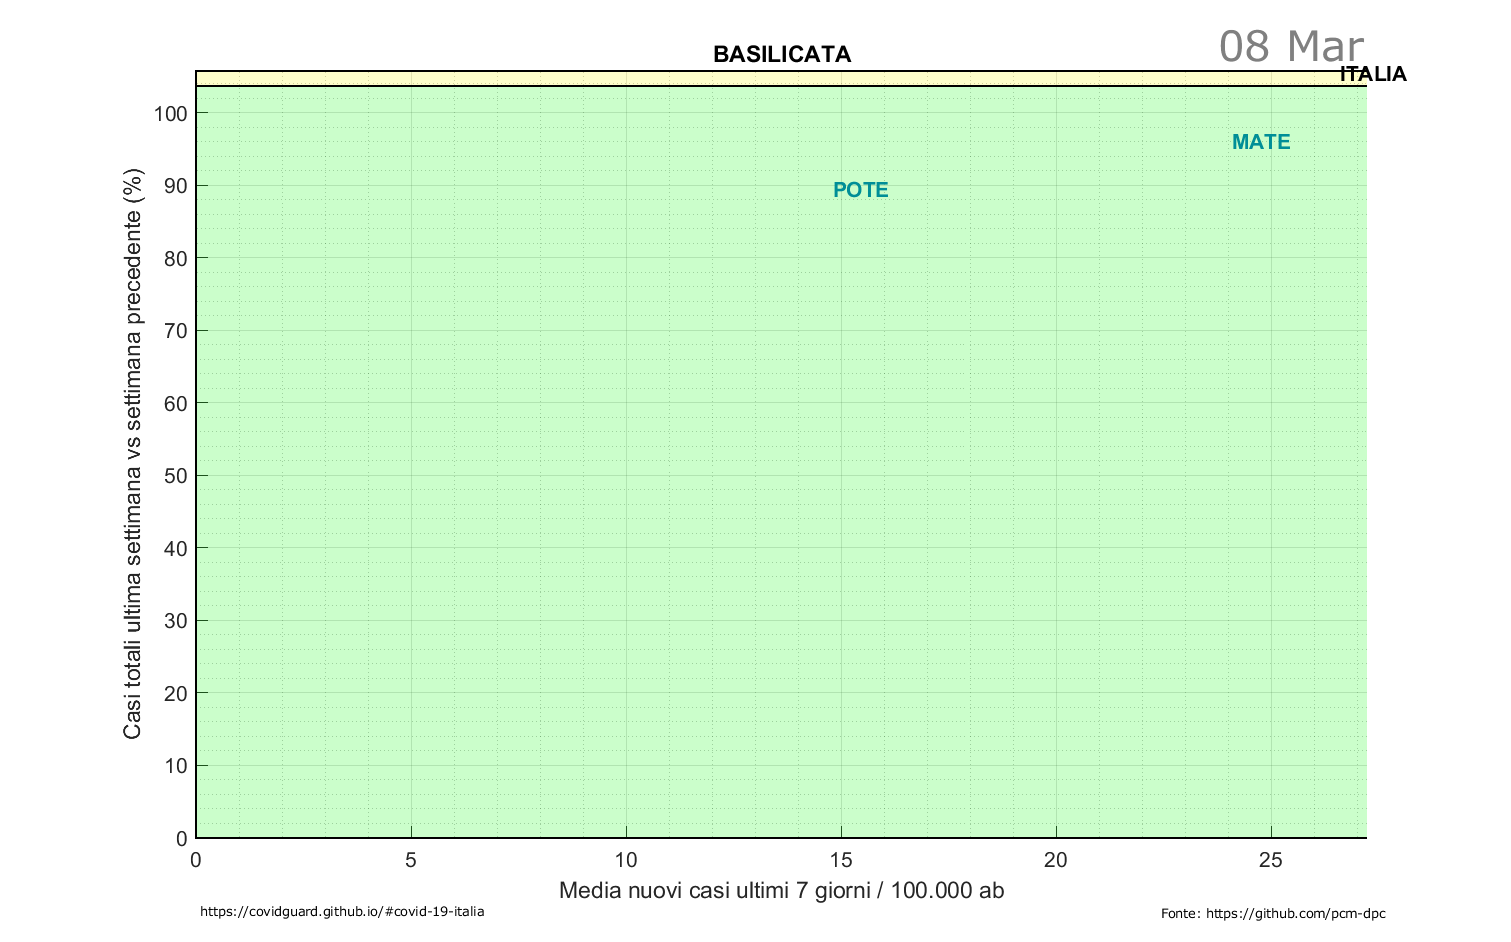 08 Mar
BASILICATA
ITALIA
MATE
POTE
Casi totali ultima settimana vs settimana precedente (%)
100
90
80
70
60
50
40
30
20
10
0
0 5 10 15 20 25
Media nuovi casi ultimi 7 giorni / 100.000 ab
https://covidguard.github.io/#covid-19-italia
Fonte: https://github.com/pcm-dpc